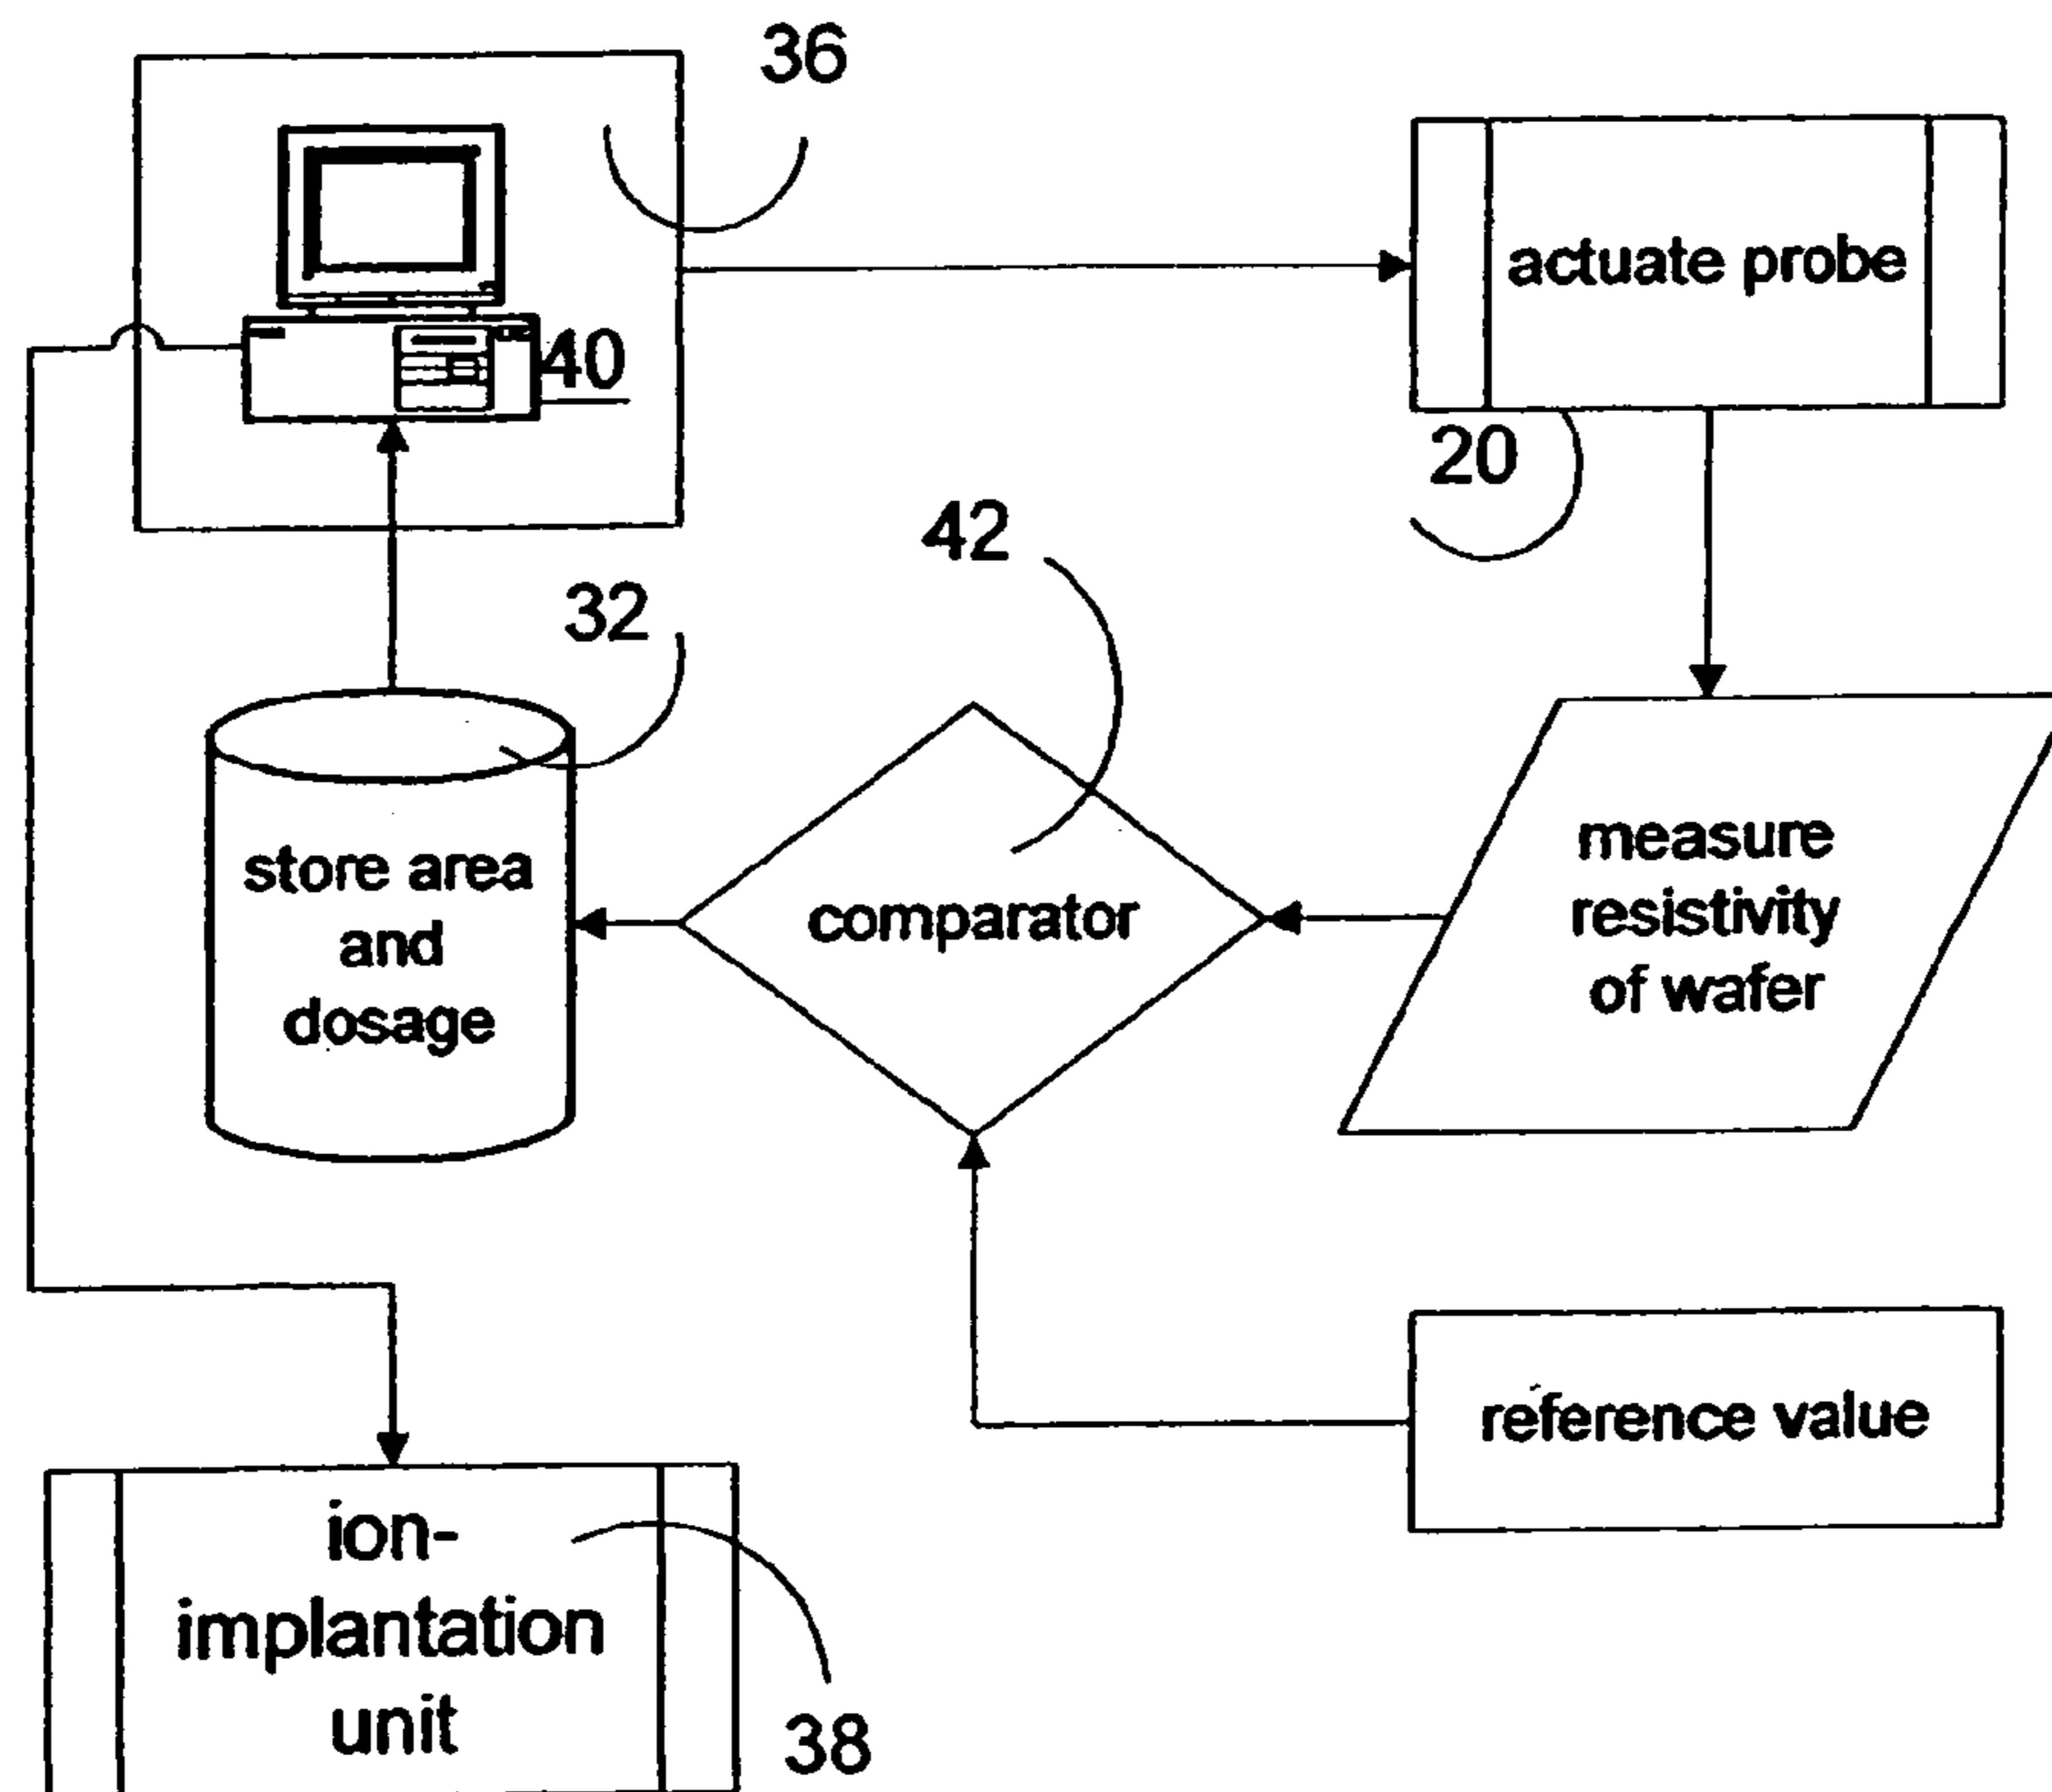 36
actuate probe
40
20
42
32
measure
resistivity
of wafer
store area
and
dosage
comparator
reference value
ion-
implantation
unit
38